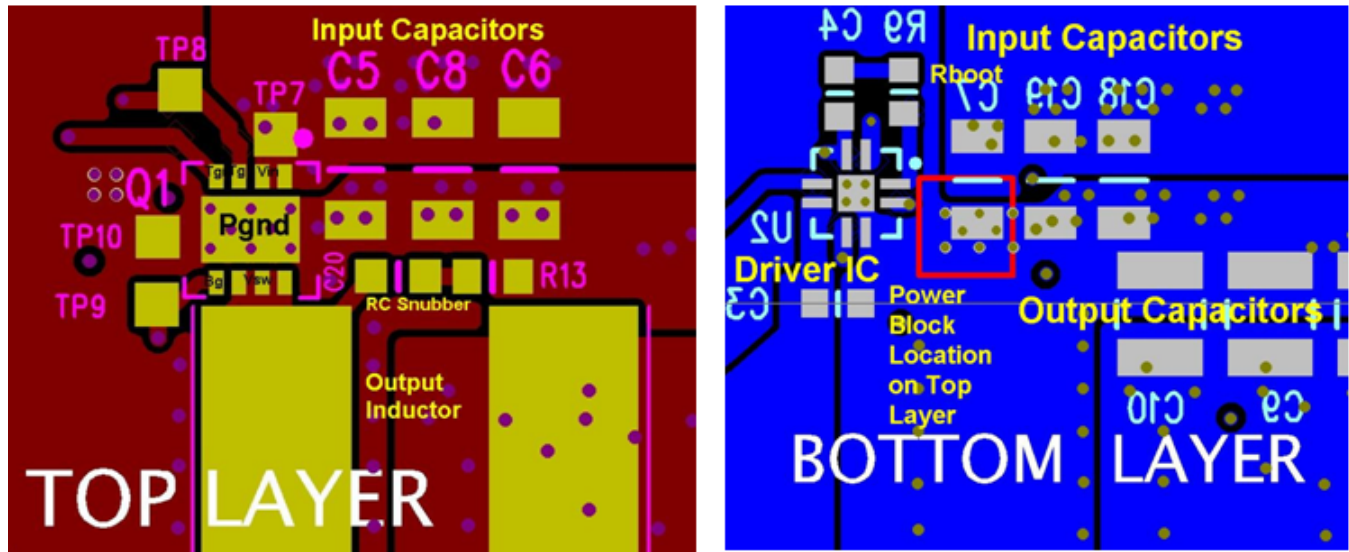 Input Capacitors
TP8
C5 C8 C6
TP7
Tgr Tg Vin
Q1
Pgnd
TP10
Bg Vsw
C20
R13
TP9
RC Snubber
Output
Inductor
TOP LAYER
C4 R9
Input Capacitors
Rboot
C7 C19 C18
U2
Driver IC
C3
Power
Block
Location
on Top
Layer
Output Capacitors
C10 C9
BOTTOM LAYER